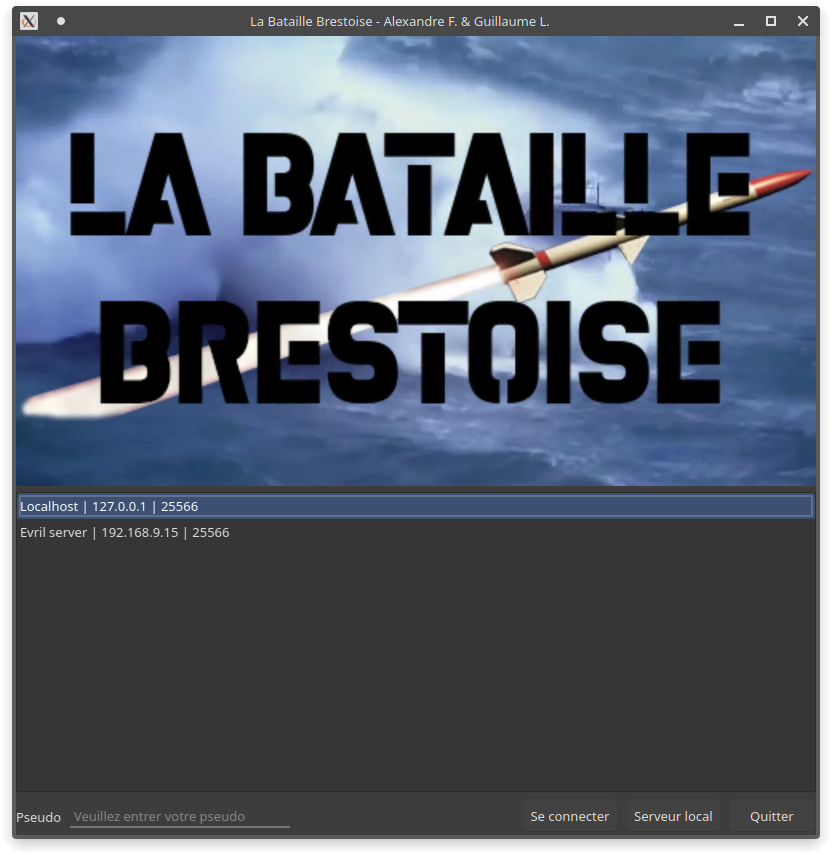 La Bataille Brestoise - Alexandre F. & Guillaume L.
LA BATAILLE
BRESTOISE
Localhost | 127.0.0.1 | 25566
Evril server | 192.168.9.15 | 25566
Pseudo Veuillez entrer votre pseudo Se connecter Serveur local Quitter